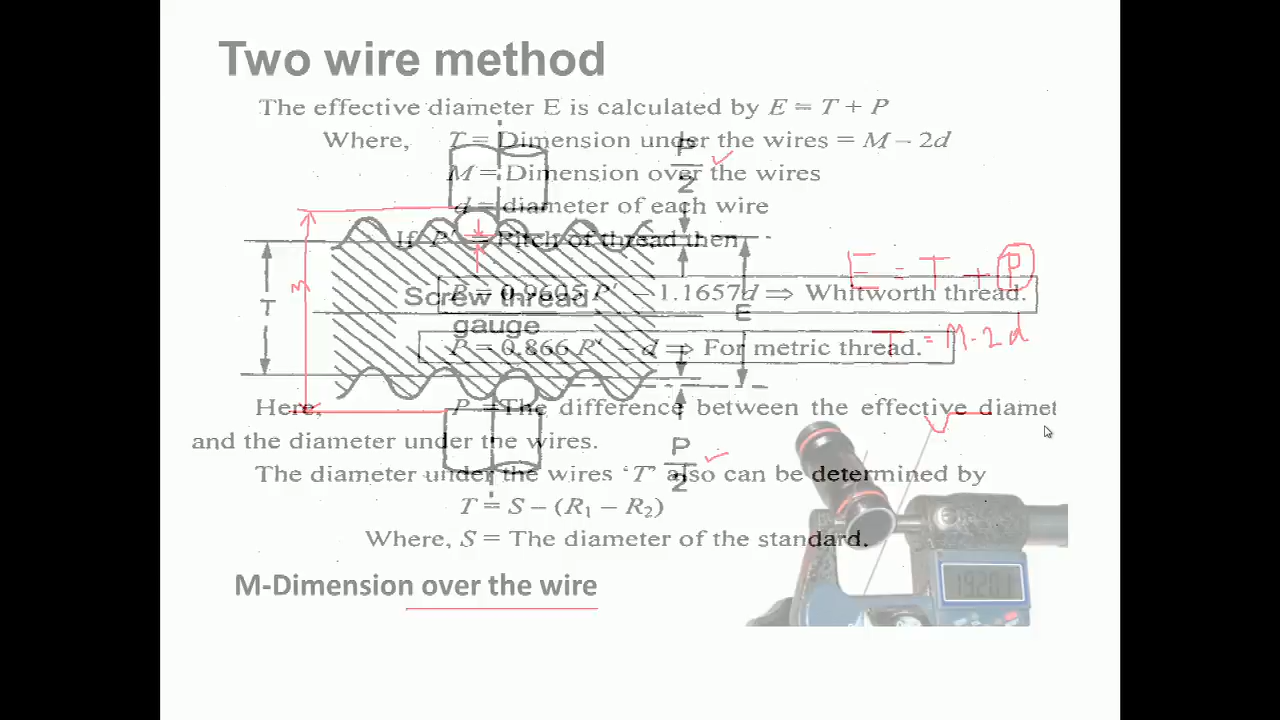 Two wire method
The effective diameter E is calculated by E = T + P
Where, T = Dimension under the wires = M − 2d
M = Dimension over the wires
d = diameter of each wire
If P′ = Pitch of thread then
P = 0.9605 P′ − 1.1657d ⇒ Whitworth thread.
P = 0.866 P′ − d ⇒ For metric thread.
Here, P = The difference between the effective diamet
and the diameter under the wires.
The diameter under the wires ‘T’ also can be determined by
T = S − (R₁ − R₂)
Where, S = The diameter of the standard.
M-Dimension over the wire
P
2
T
M
Screw thread
gauge
E
P
2
E = T + P
T = M - 2d